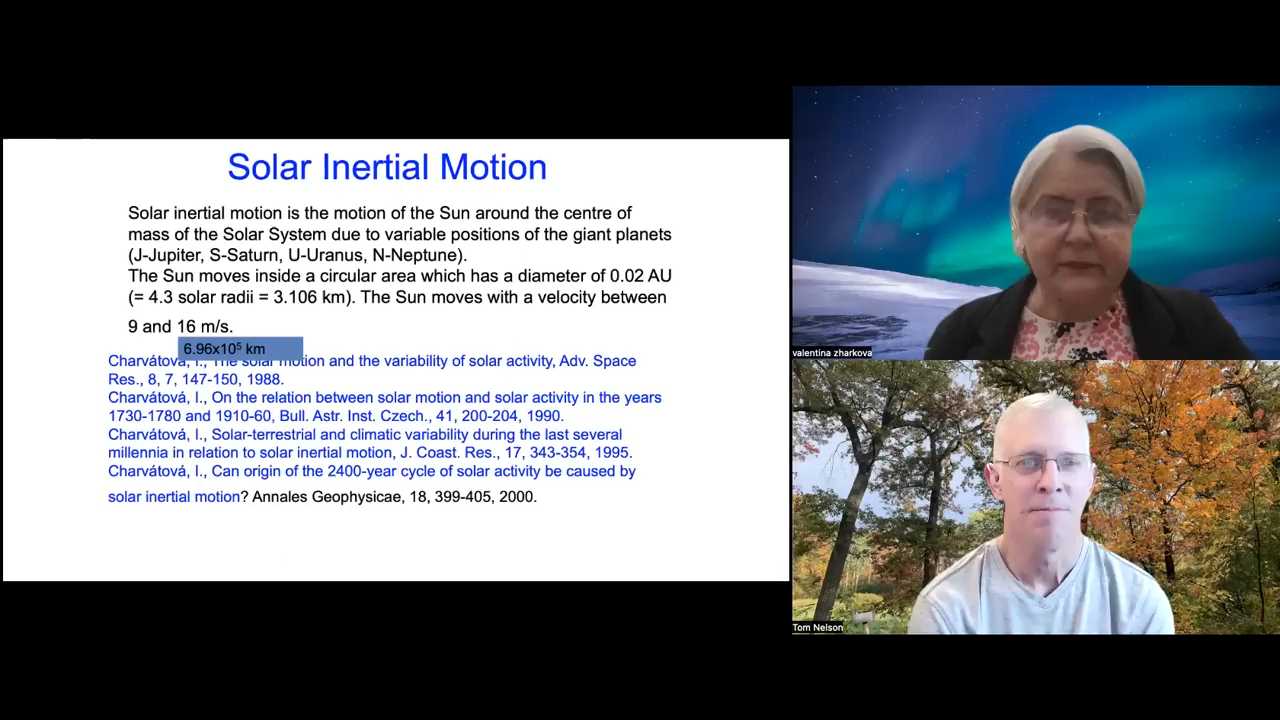 Solar Inertial Motion
Solar inertial motion is the motion of the Sun around the centre of
mass of the Solar System due to variable positions of the giant planets
(J-Jupiter, S-Saturn, U-Uranus, N-Neptune).
The Sun moves inside a circular area which has a diameter of 0.02 AU
(= 4.3 solar radii = 3.106 km). The Sun moves with a velocity between
9 and 16 m/s.
6.96x10⁵ km
Charvátová, I., The solar motion and the variability of solar activity, Adv. Space
Res., 8, 7, 147-150, 1988.
Charvátová, I., On the relation between solar motion and solar activity in the years
1730-1780 and 1910-60, Bull. Astr. Inst. Czech., 41, 200-204, 1990.
Charvátová, I., Solar-terrestrial and climatic variability during the last several
millennia in relation to solar inertial motion, J. Coast. Res., 17, 343-354, 1995.
Charvátová, I., Can origin of the 2400-year cycle of solar activity be caused by
solar inertial motion? Annales Geophysicae, 18, 399-405, 2000.
valentina zharkova
Tom Nelson